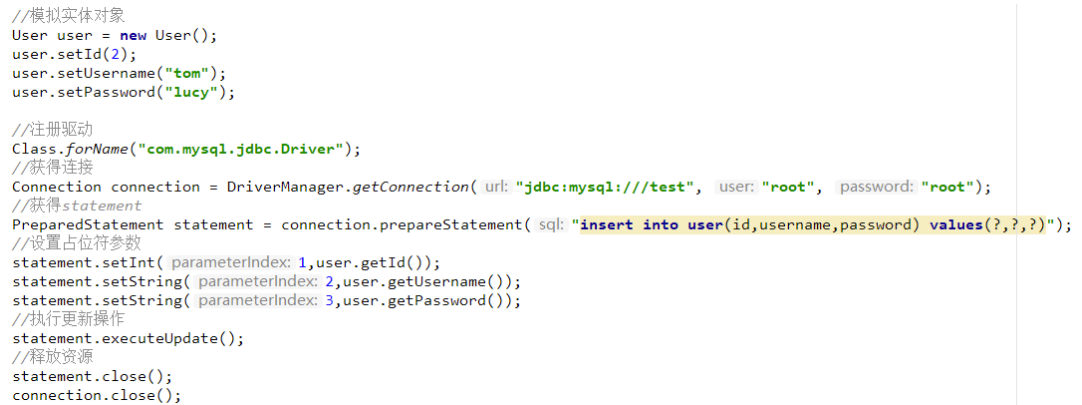 //模拟实体对象
User user = new User();
user.setId(2);
user.setUsername("tom");
user.setPassword("lucy");
//注册驱动
Class.forName("com.mysql.jdbc.Driver");
//获得连接
Connection connection = DriverManager.getConnection( url: "jdbc:mysql:///test", user: "root", password: "root");
//获得statement
PreparedStatement statement = connection.prepareStatement( sql: "insert into user(id,username,password) values(?,?,?)");
//设置占位符参数
statement.setInt( parameterIndex: 1,user.getId());
statement.setString( parameterIndex: 2,user.getUsername());
statement.setString( parameterIndex: 3,user.getPassword());
//执行更新操作
statement.executeUpdate();
//释放资源
statement.close();
connection.close();